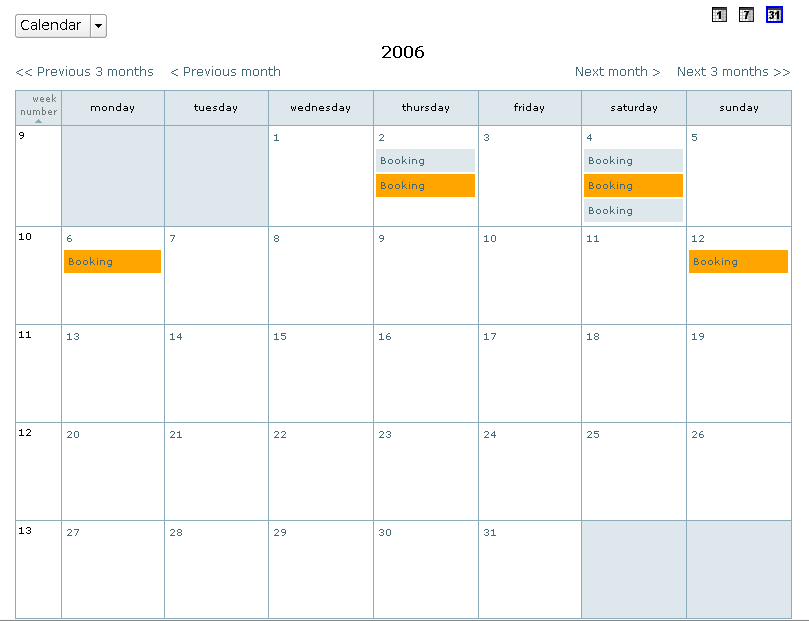 Calendar
1 7 31
2006
<< Previous 3 months < Previous month Next month > Next 3 months >>
week number monday tuesday wednesday thursday friday saturday sunday
9 1 2 3 4 5
Booking Booking
Booking Booking
Booking
10 6 7 8 9 10 11 12
Booking Booking
11 13 14 15 16 17 18 19
12 20 21 22 23 24 25 26
13 27 28 29 30 31